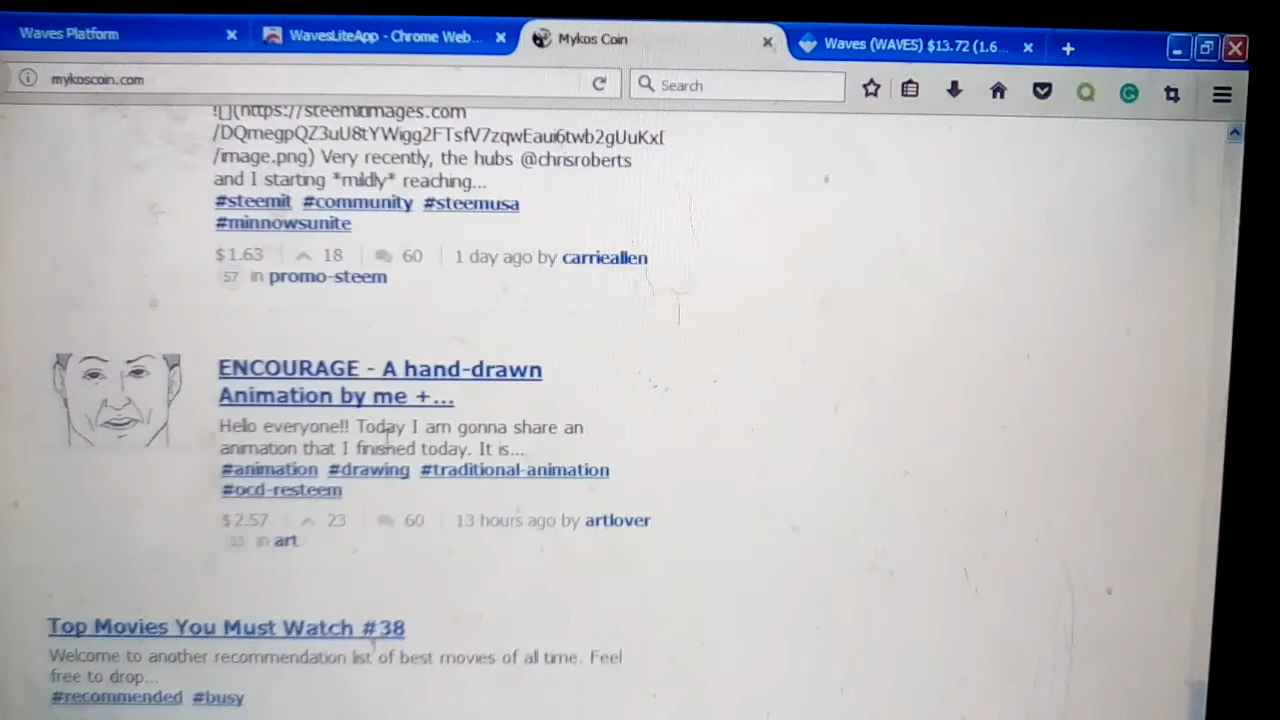 Waves Platform
WavesLiteApp - Chrome Web...
Mykos Coin
Waves (WAVES) $13.72 (1.6...
mykoscoin.com
Search
![](https://steemitimages.com
/image.png) Very recently, the hubs @chrisroberts
and I starting *mildly* reaching...
#steemit #community #steemusa
#minnowsunite
$1.63 18 60 1 day ago by carrieallen
57 in promo-steem
ENCOURAGE - A hand-drawn
Animation by me +...
Hello everyone!! Today I am gonna share an
animation that I finished today. It is...
#animation #drawing #traditional-animation
#ocd-resteem
$2.57 23 60 13 hours ago by artlover
53 in art
Top Movies You Must Watch #38
Welcome to another recommendation list of best movies of all time. Feel
free to drop...
#recommended #busy